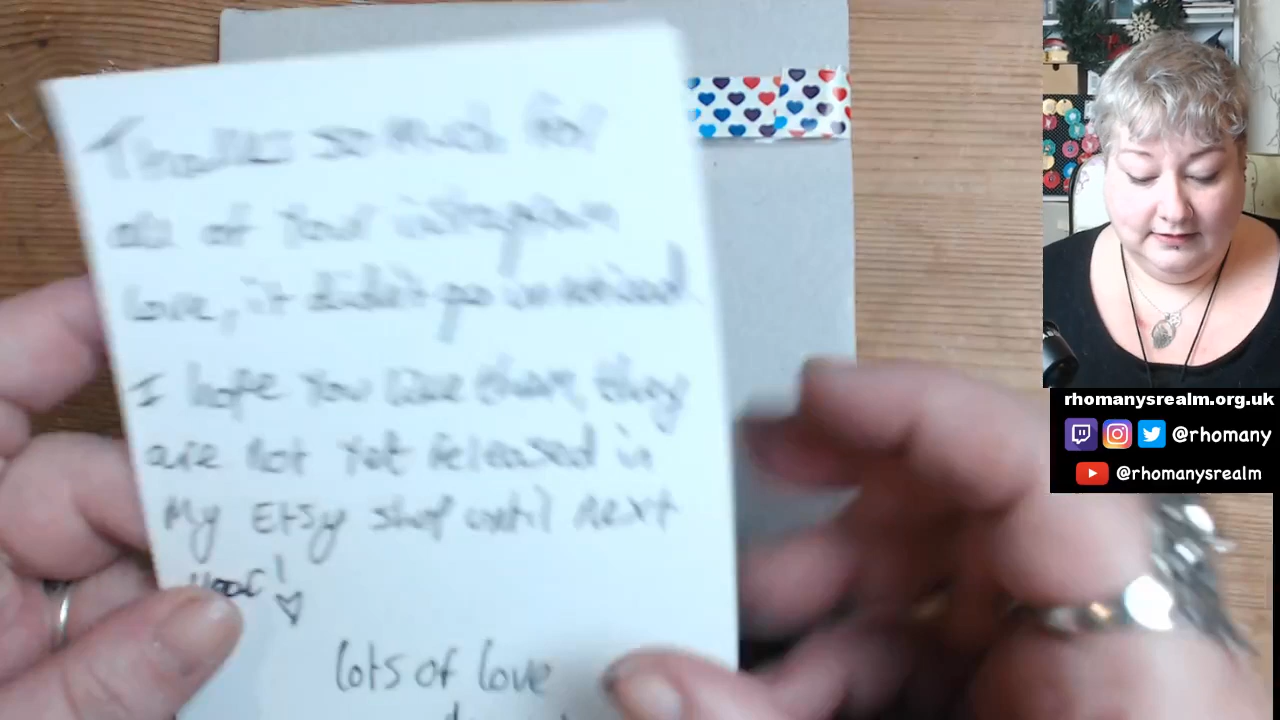 Thanks so much for
all of your instagram
love, it didn't go unnoticed.
I hope you like them, they
are not yet released in
my Etsy shop until next
year!
lots of love
rhomanysrealm.org.uk
@rhomany
@rhomanysrealm